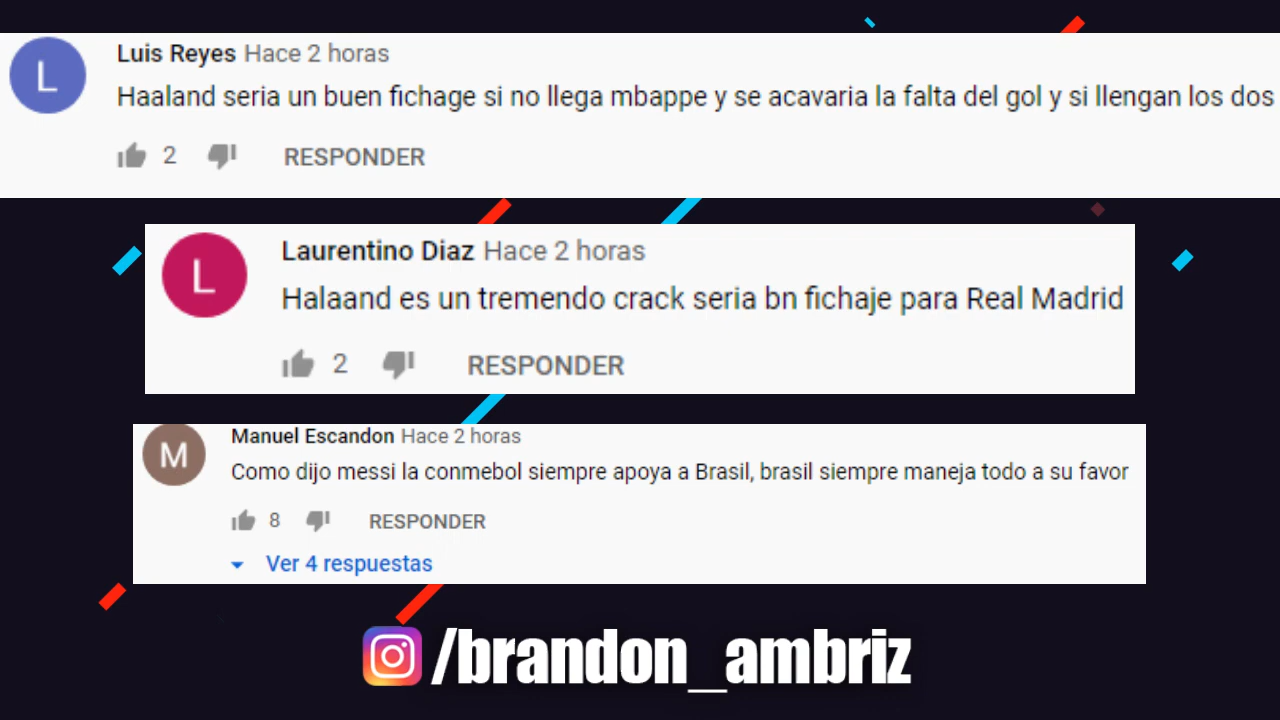 L
Luis Reyes Hace 2 horas
Haaland seria un buen fichage si no llega mbappe y se acavaria la falta del gol y si llengan los dos
2 RESPONDER
L
Laurentino Diaz Hace 2 horas
Halaand es un tremendo crack seria bn fichaje para Real Madrid
2 RESPONDER
M
Manuel Escandon Hace 2 horas
Como dijo messi la conmebol siempre apoya a Brasil, brasil siempre maneja todo a su favor
8 RESPONDER
Ver 4 respuestas
/brandon_ambriz